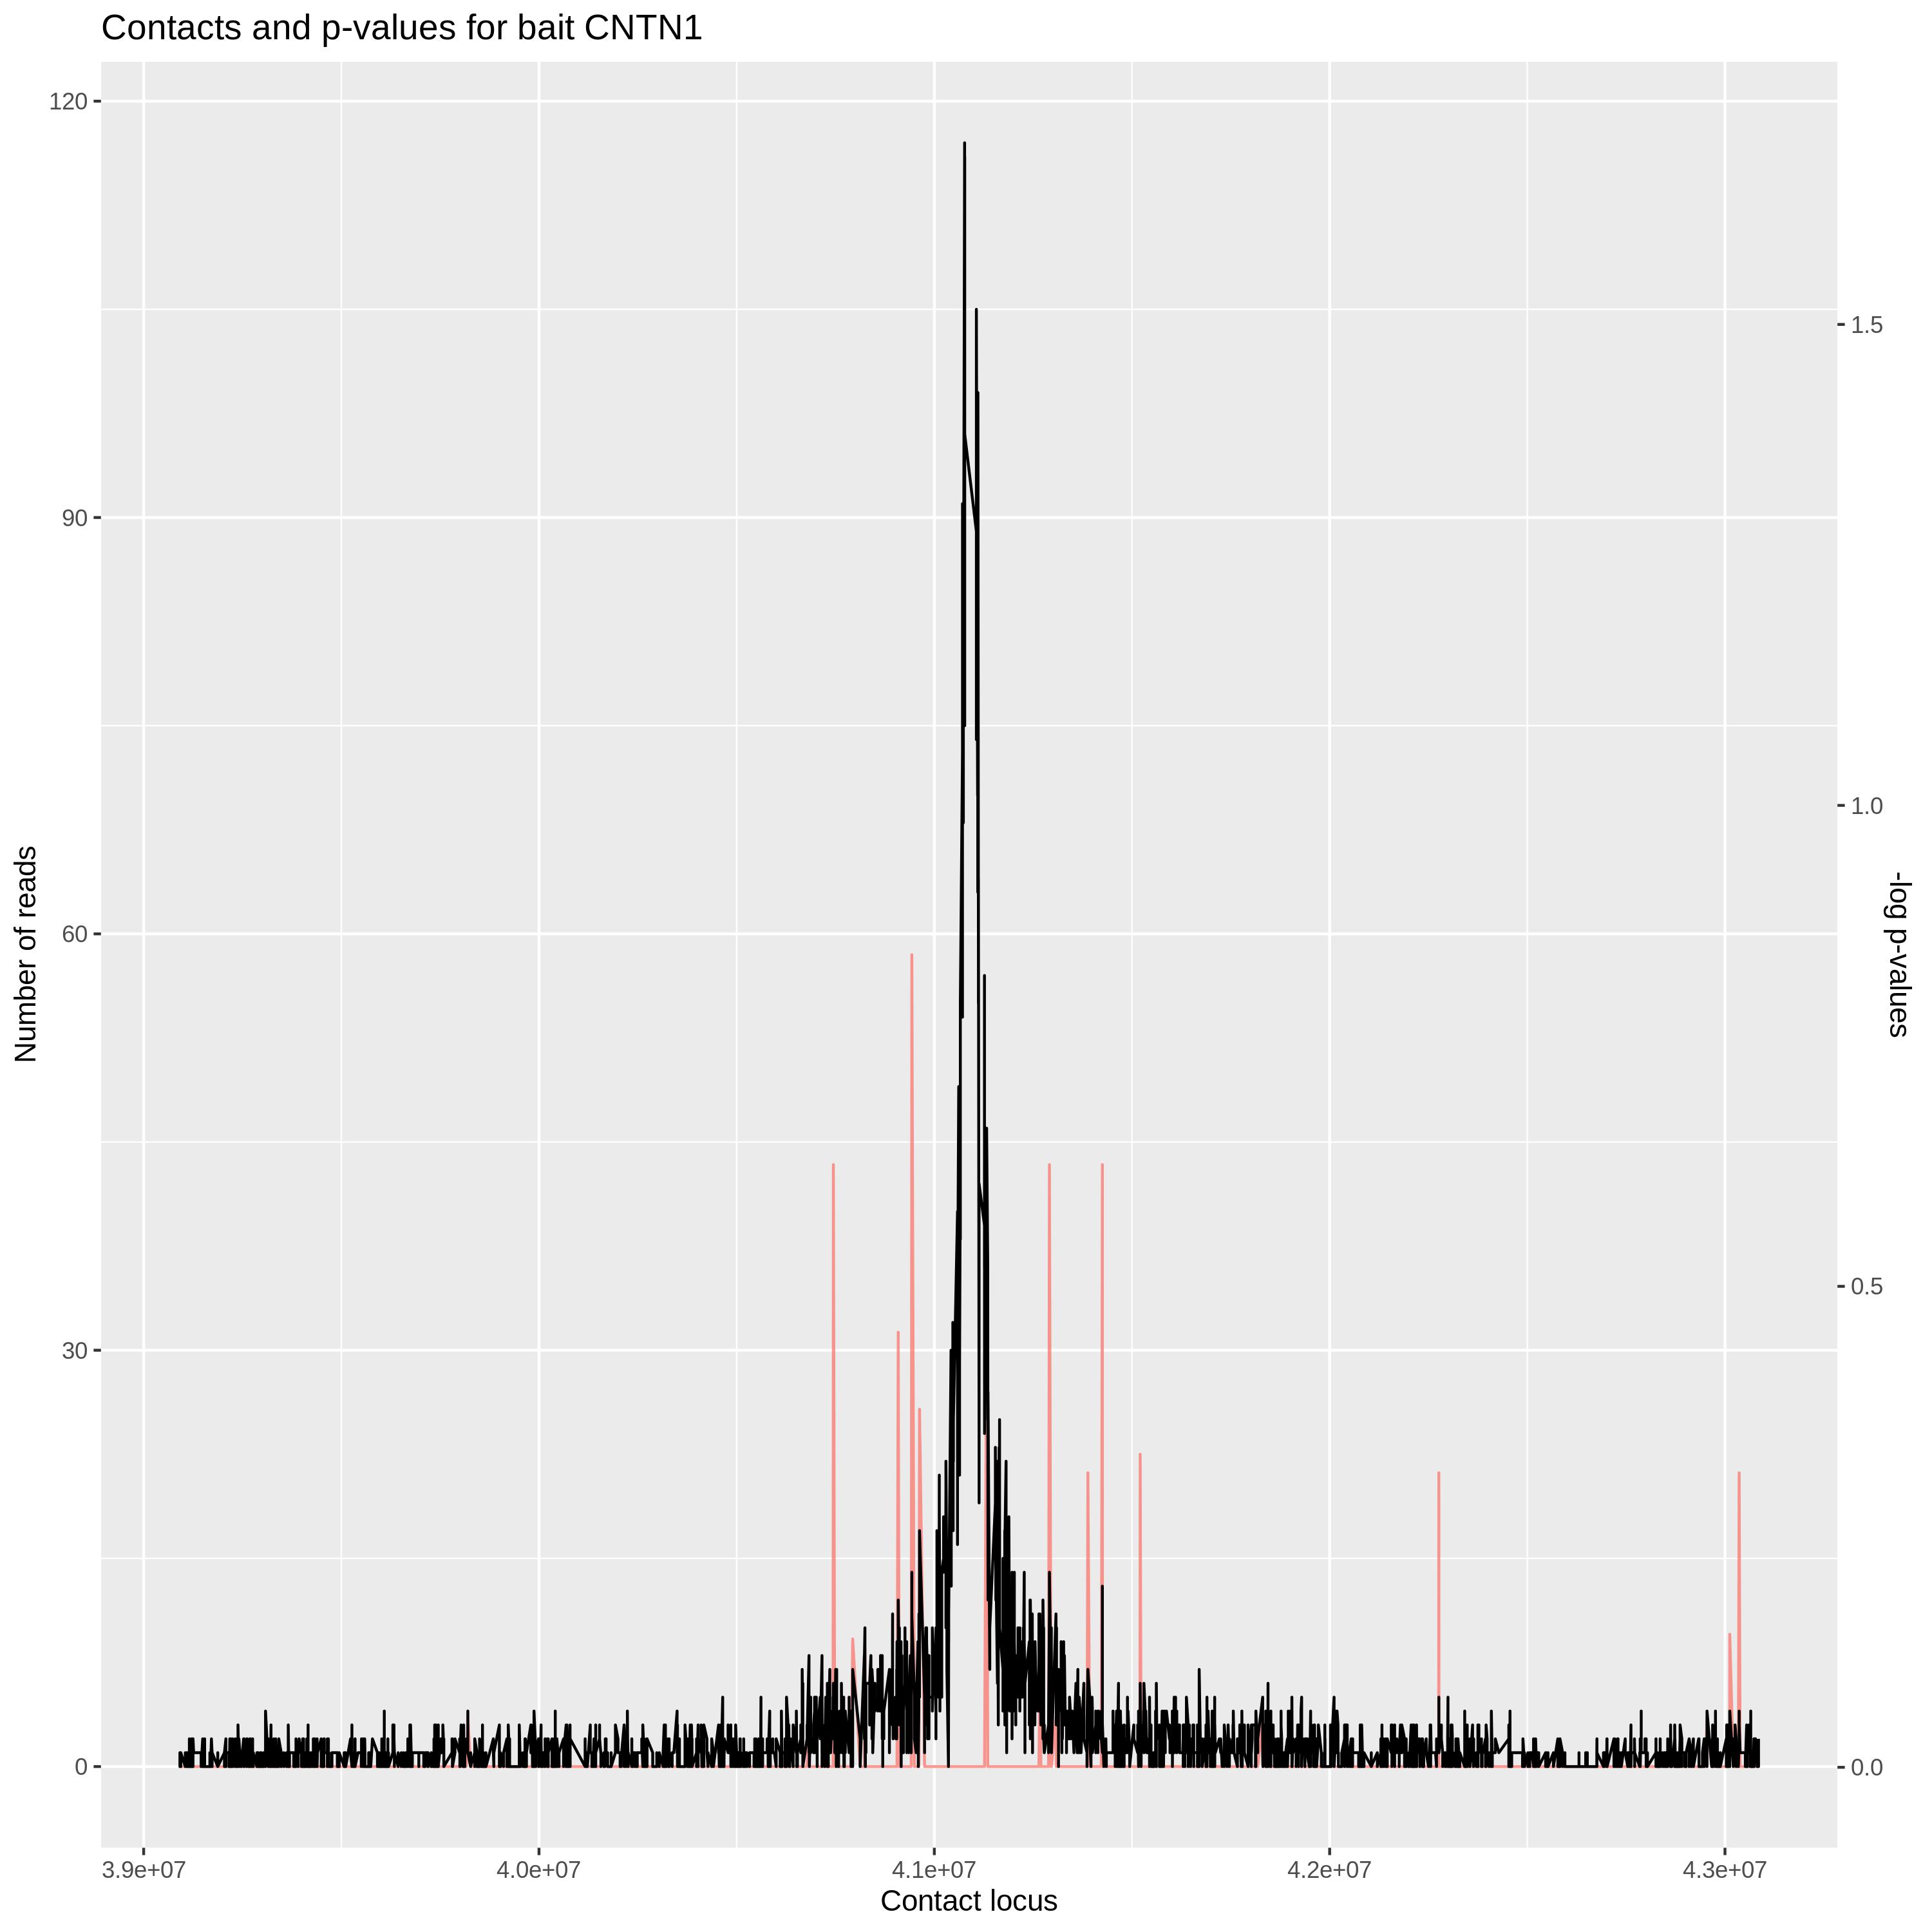 Contacts and p-values for bait CNTN1
120
90
60
30
0
Number of reads
1.5
1.0
0.5
0.0
-log p-values
3.9e+07
4.0e+07
4.1e+07
4.2e+07
4.3e+07
Contact locus